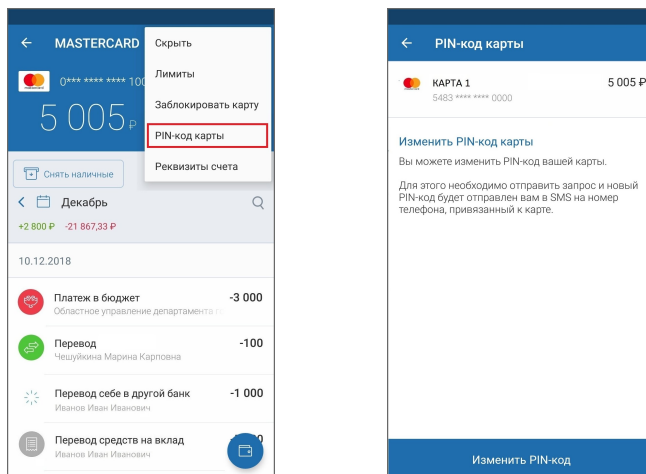 MASTERCARD
0*** **** **** 100
5 005 ₽
Скрыть
Лимиты
Заблокировать карту
PIN-код карты
Реквизиты счета
Снять наличные
Декабрь
+2 800 ₽ -21 867,33 ₽
10.12.2018
Платеж в бюджет -3 000
Областное управление департамента
Перевод -100
Чешуйкина Марина Карповна
Перевод себе в другой банк -1 000
Иванов Иван Иванович
Перевод средств на вклад
Иванов Иван Иванович
PIN-код карты
КАРТА 1 5 005 ₽
5483 **** **** 0000
Изменить PIN-код карты
Вы можете изменить PIN-код вашей карты.
Для этого необходимо отправить запрос и новый
PIN-код будет отправлен вам в SMS на номер
телефона, привязанный к карте.
Изменить PIN-код